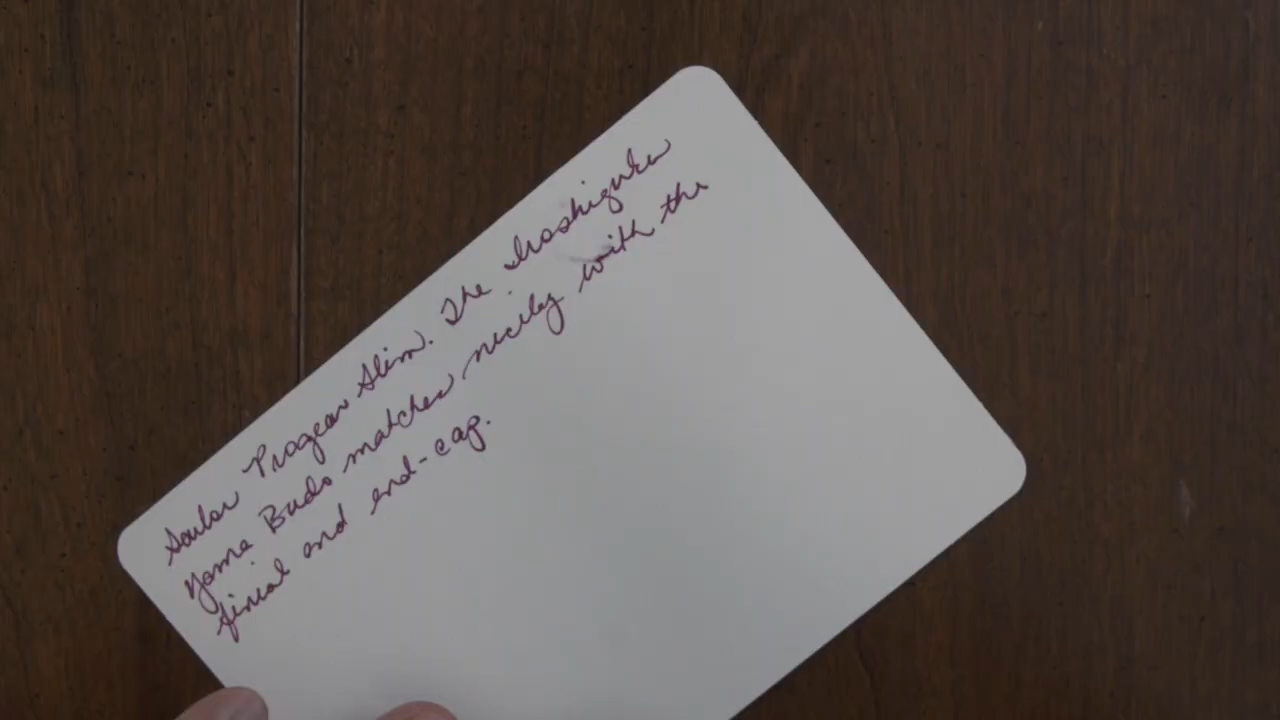 Sailor Progear Slim. The Iroshizuku
Yama Budo matches nicely with the
finial and end-cap.